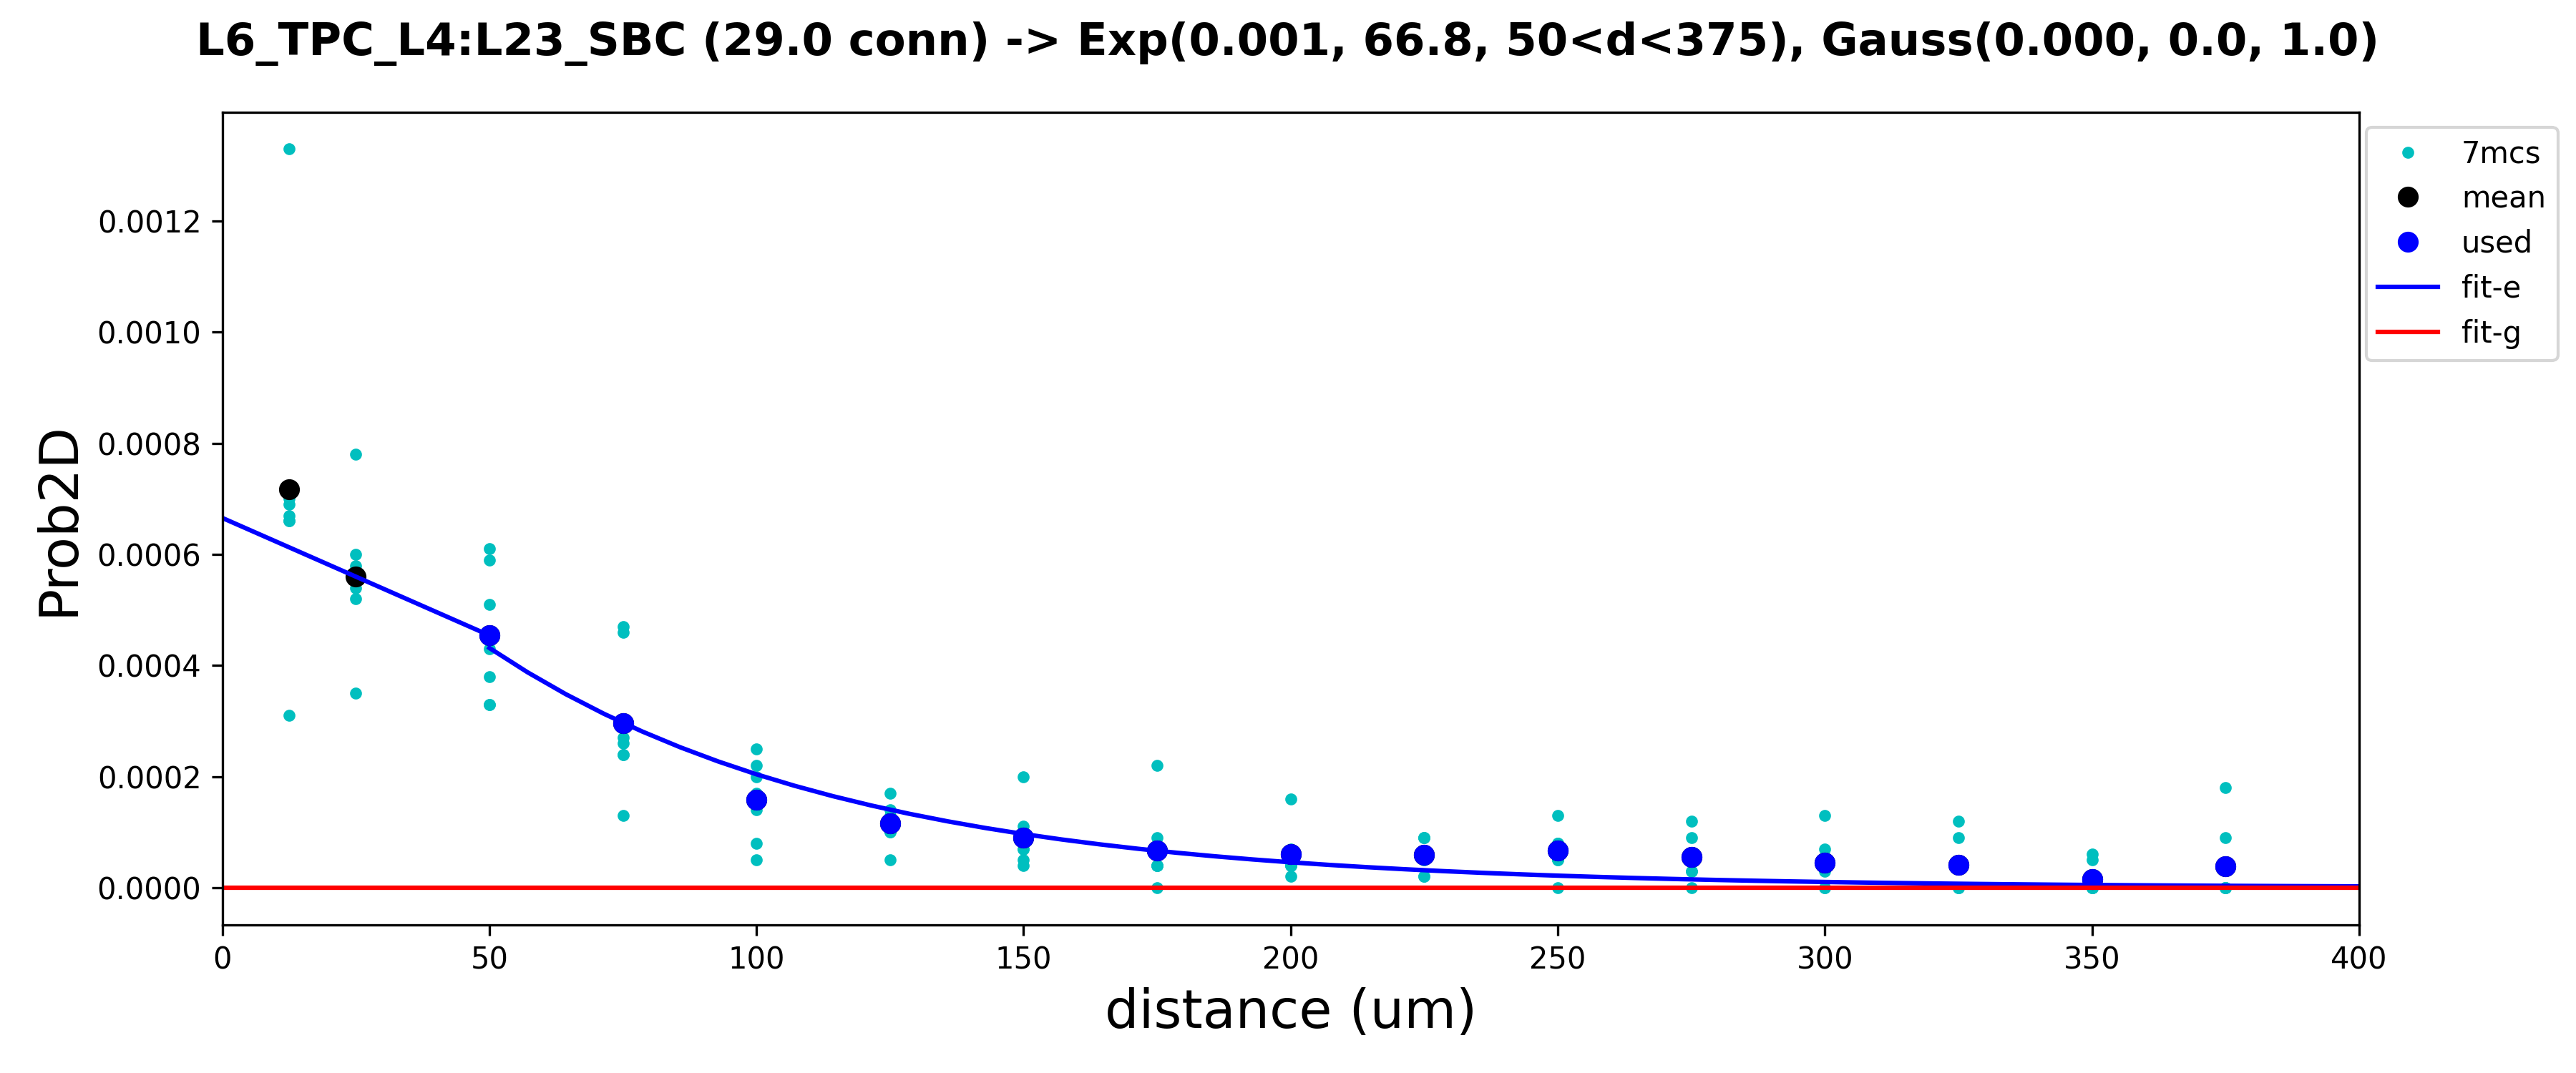 L6_TPC_L4:L23_SBC (29.0 conn) -> Exp(0.001, 66.8, 50<d<375), Gauss(0.000, 0.0, 1.0)
7mcs
mean
used
fit-e
fit-g
Prob2D
0.0012
0.0010
0.0008
0.0006
0.0004
0.0002
0.0000
0 50 100 150 200 250 300 350 400
distance (um)